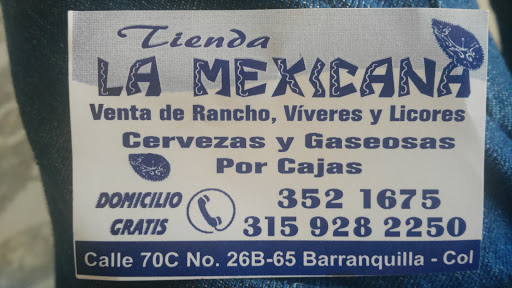 Tienda
LA MEXICANA
Venta de Rancho, Víveres y Licores
Cervezas y Gaseosas
Por Cajas
DOMICILIO 352 1675
GRATIS 315 928 2250
Calle 70C No. 26B-65 Barranquilla - Col